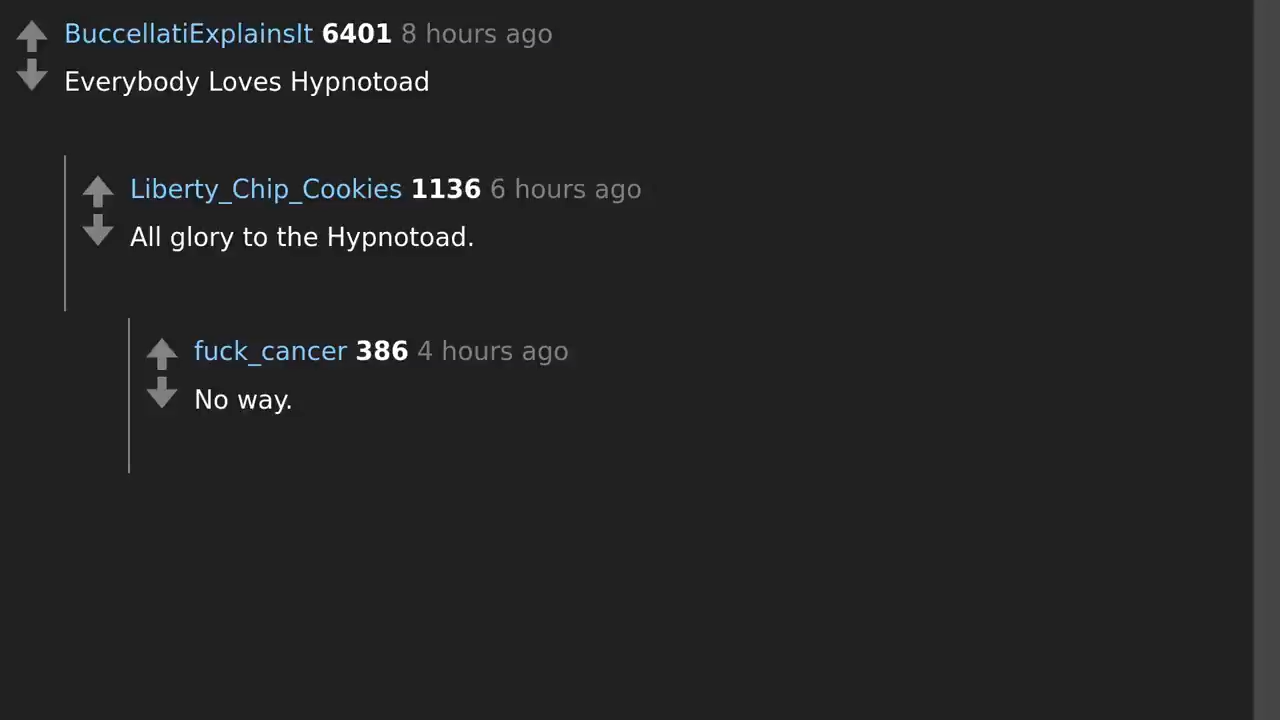 BuccellatiExplainsIt 6401 8 hours ago
Everybody Loves Hypnotoad
Liberty_Chip_Cookies 1136 6 hours ago
All glory to the Hypnotoad.
fuck_cancer 386 4 hours ago
No way.